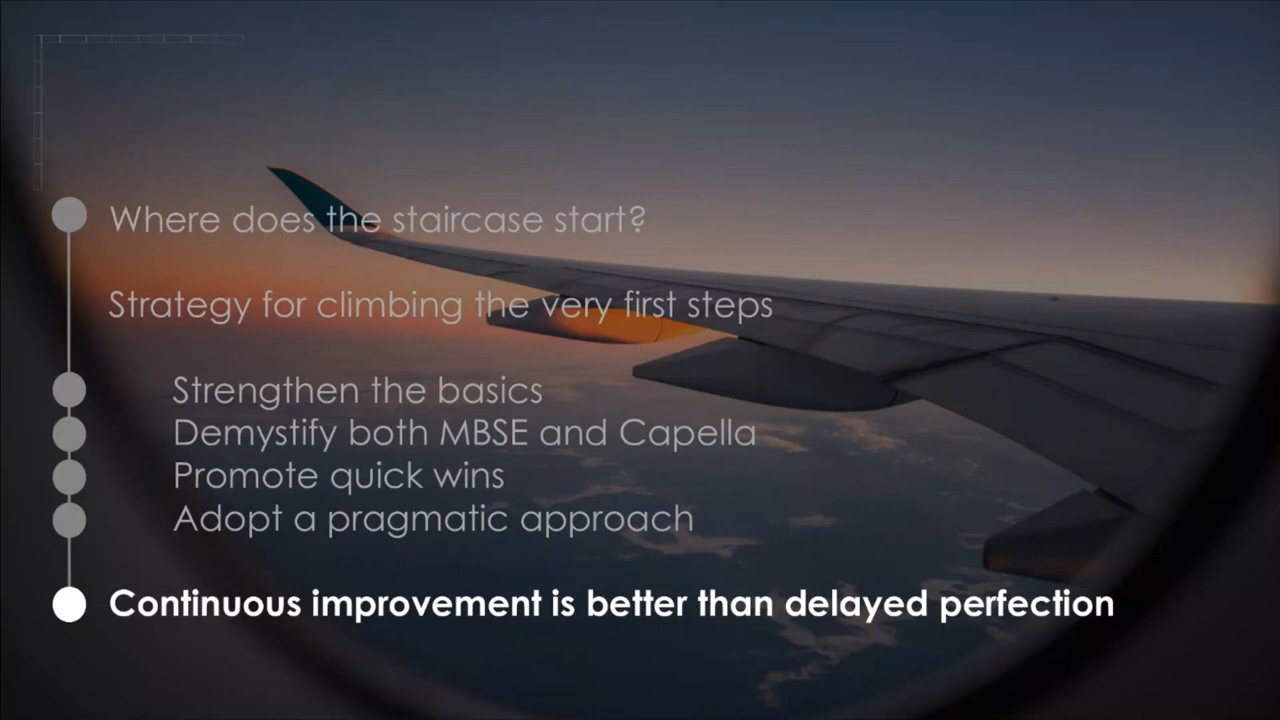 Where does the staircase start?
Strategy for climbing the very first steps
Strengthen the basics
Demystify both MBSE and Capella
Promote quick wins
Adopt a pragmatic approach
Continuous improvement is better than delayed perfection